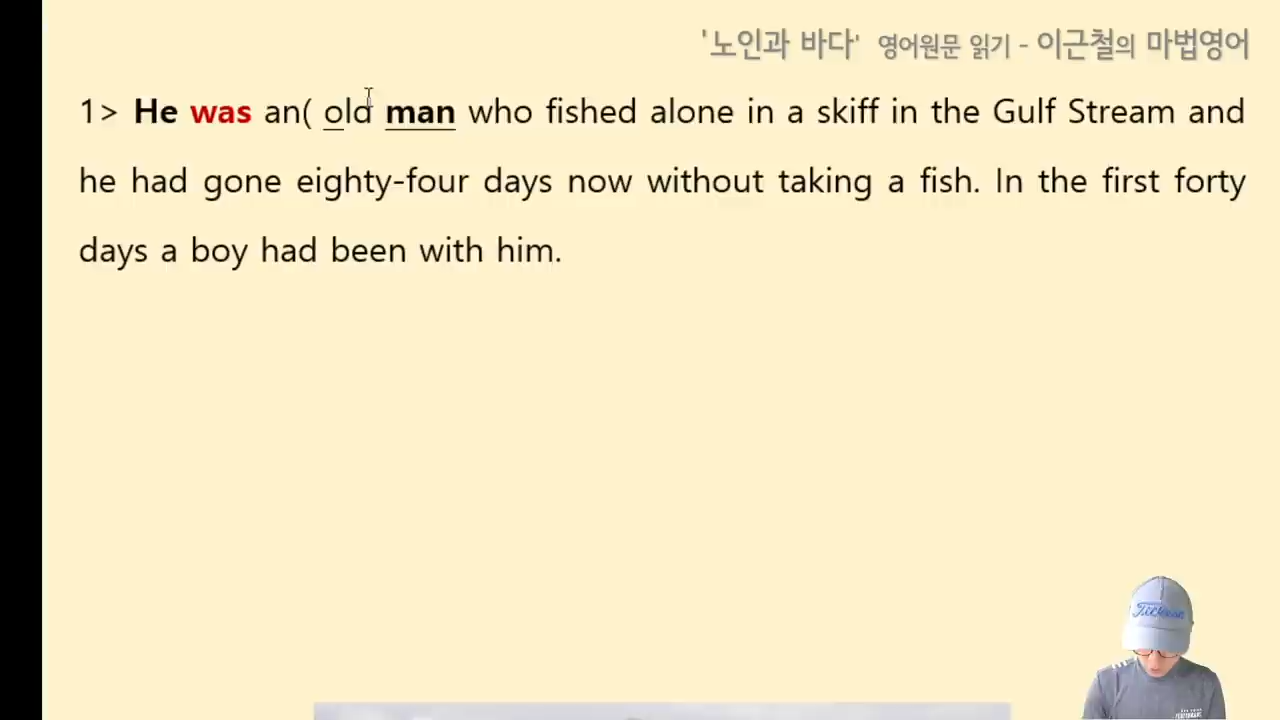 '노인과 바다' 영어원문 읽기 - 이근철의 마법영어
1> He was an( old man who fished alone in a skiff in the Gulf Stream and
he had gone eighty-four days now without taking a fish. In the first forty
days a boy had been with him.
Titleist